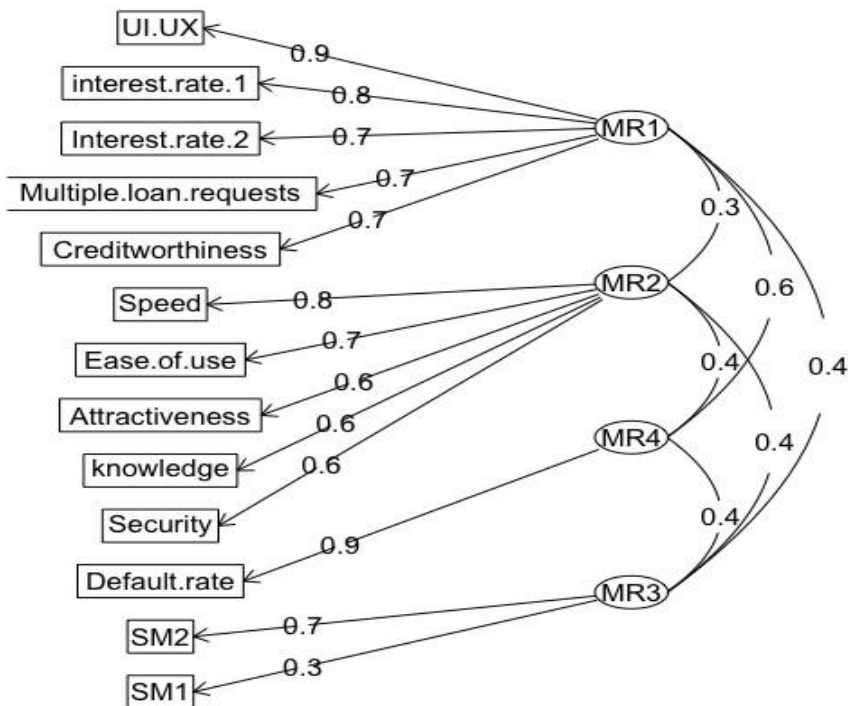 UI.UX
0.9
interest.rate.1
0.8
MR1
Interest.rate.2
0.7
Multiple.loan.requests
0.7
0.3
Creditworthiness
0.7
MR2
Speed
0.8
0.6
Ease.of.use
0.7
0.4
0.4
Attractiveness
0.6
MR4
knowledge
0.6
0.4
Security
0.6
0.4
Default.rate
0.9
MR3
SM2
0.7
SM1
0.3